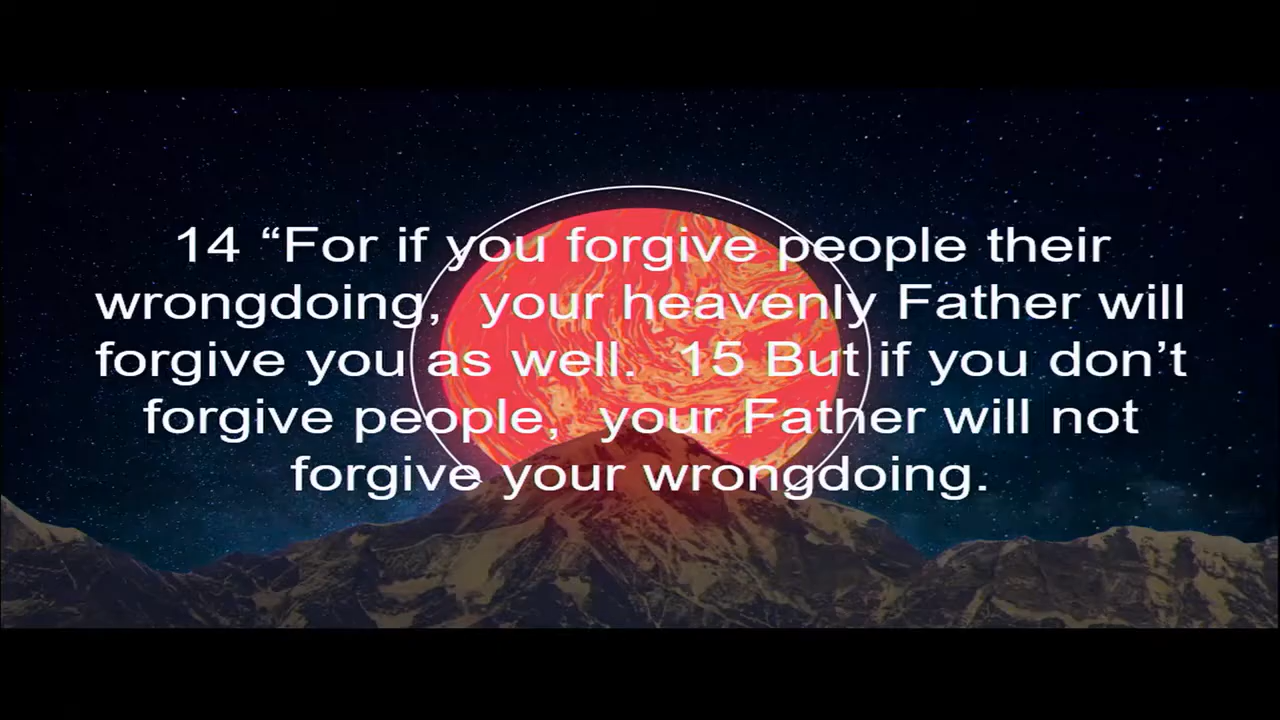 14 “For if you forgive people their
wrongdoing,  your heavenly Father will
forgive you as well.  15 But if you don’t
forgive people,  your Father will not
forgive your wrongdoing.